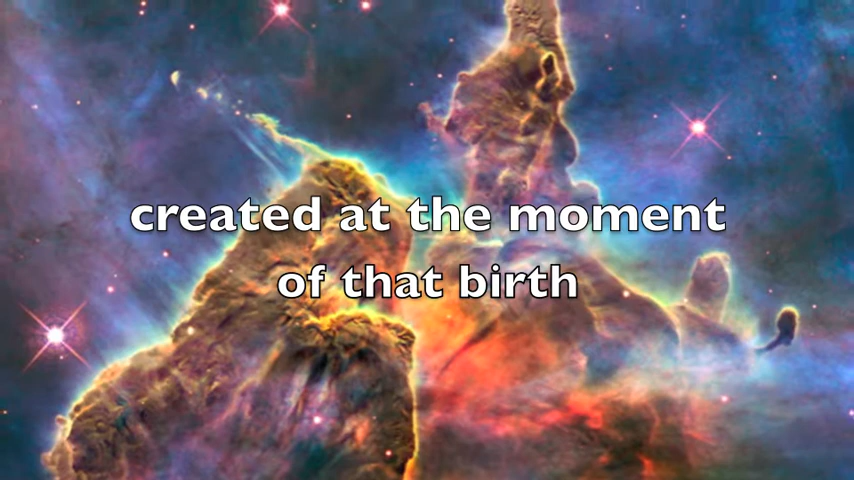 created at the moment
of that birth